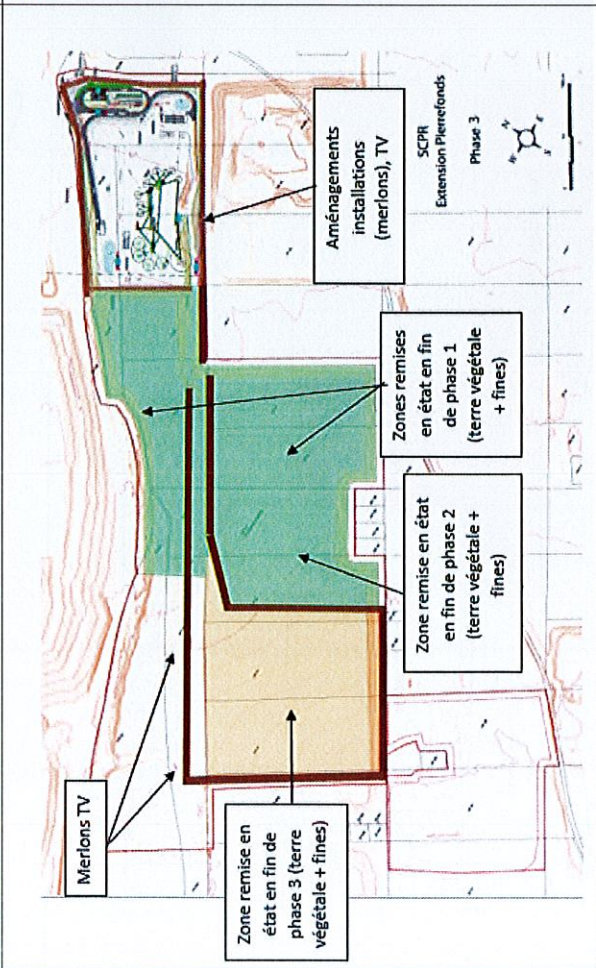 Merlons TV
Zone remise en
état en fin de
phase 3 (terre
végétale + fines)
Zone remise en état
en fin de phase 2
(terre végétale +
fines)
Zones remises
en état en fin
de phase 1
(terre végétale
+ fines)
Aménagements
installations
(merlons), TV
SCPR
Extension Pierrefonds
Phase 3
N
E
S
W